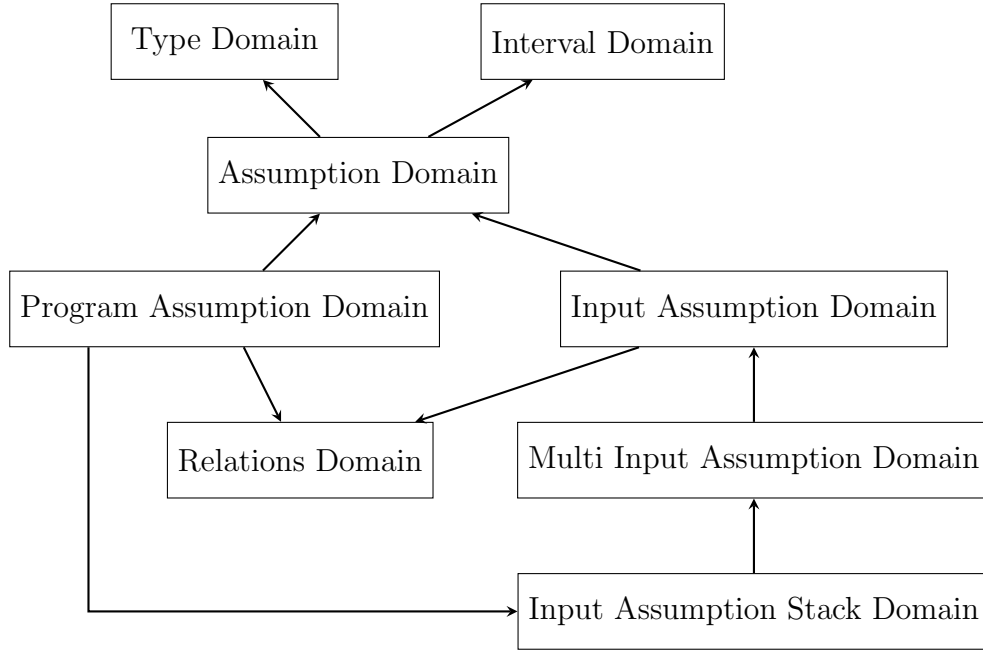 Type Domain
Interval Domain
Assumption Domain
Program Assumption Domain
Input Assumption Domain
Relations Domain
Multi Input Assumption Domain
Input Assumption Stack Domain